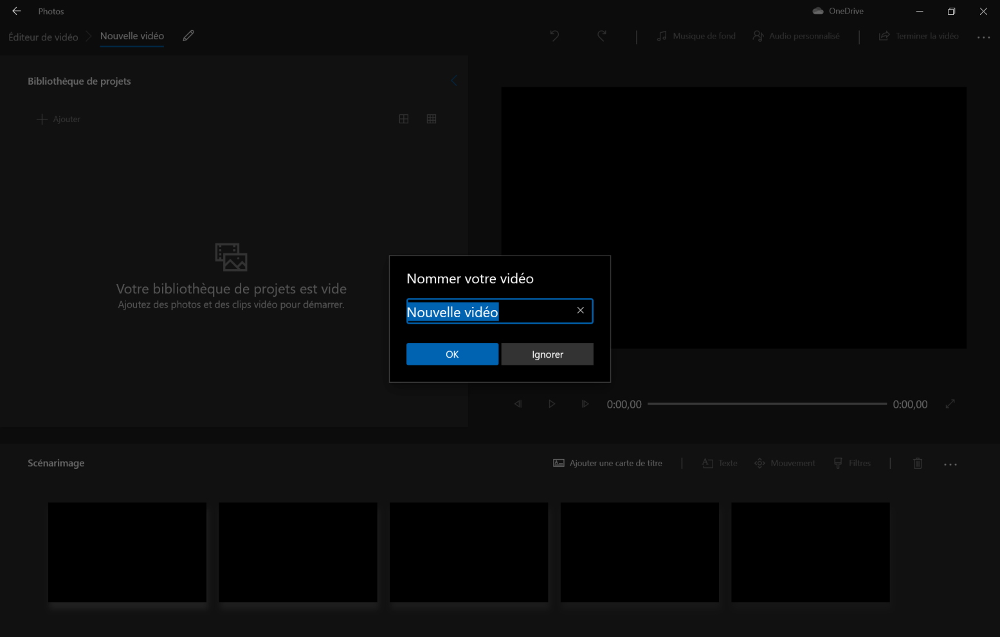 Photos
OneDrive
Éditeur de vidéo
Nouvelle vidéo
Musique de fond
Audio personnalisé
Terminer la vidéo
Bibliothèque de projets
Ajouter
Votre bibliothèque de projets est vide
Ajoutez des photos et des clips vidéo pour démarrer.
Nommer votre vidéo
Nouvelle vidéo
OK
Ignorer
0:00,00
0:00,00
Scénarimage
Ajouter une carte de titre
Texte
Mouvement
Filtres